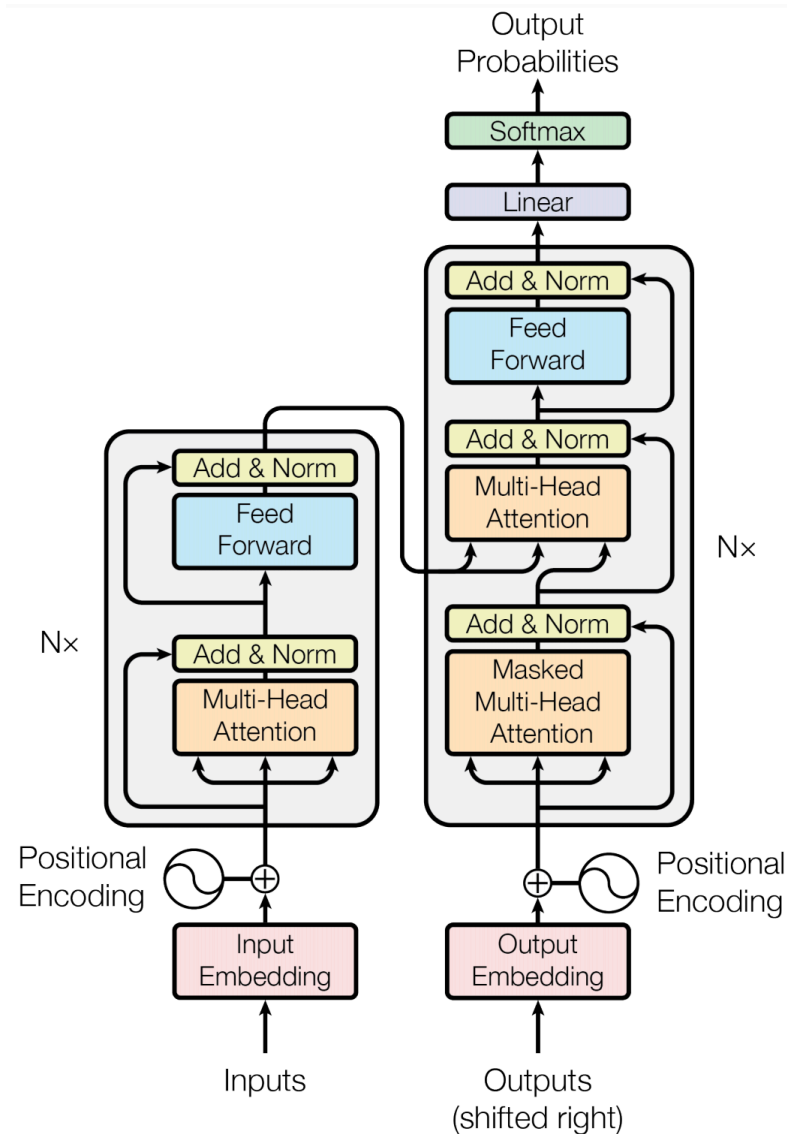 Output
Probabilities
Softmax
Linear
Add & Norm
Feed
Forward
Add & Norm
Multi-Head
Attention
Nx
Add & Norm
Masked
Multi-Head
Attention
Add & Norm
Feed
Forward
Nx
Add & Norm
Multi-Head
Attention
Positional
Encoding
Positional
Encoding
Input
Embedding
Output
Embedding
Inputs
Outputs
(shifted right)